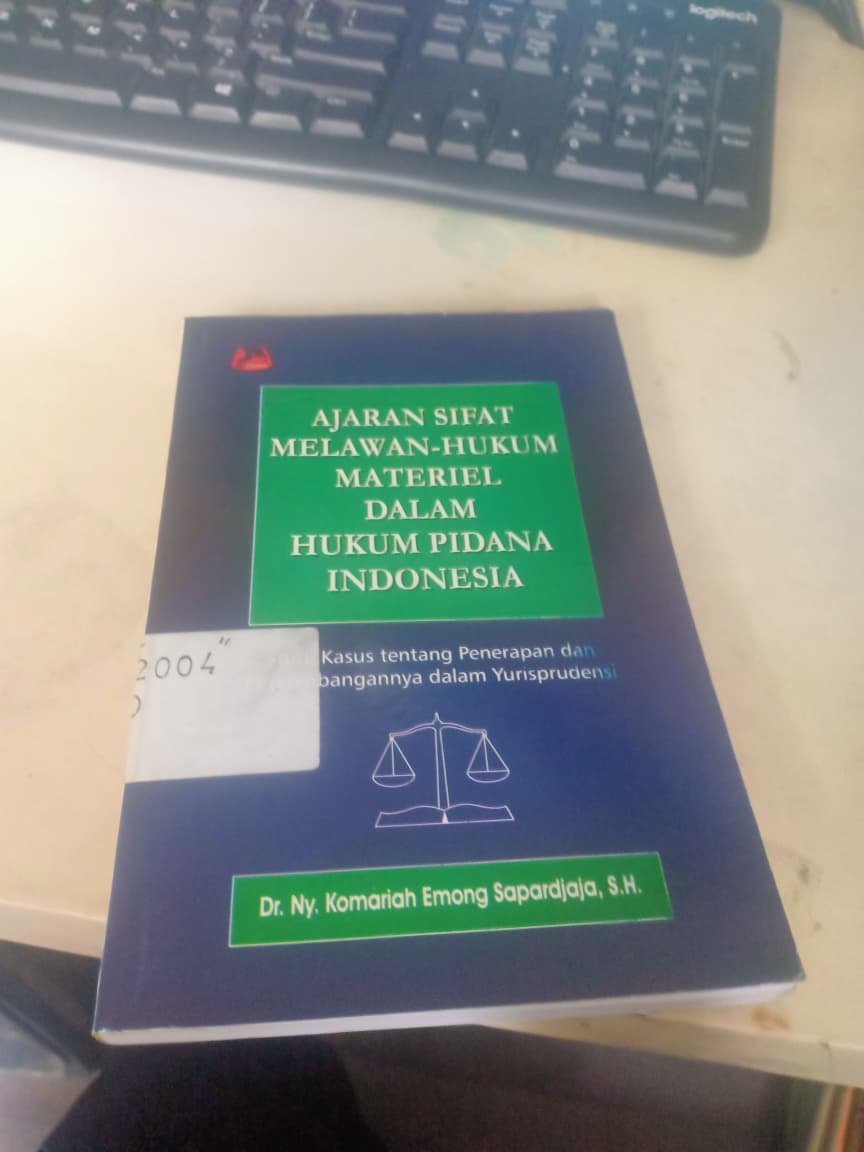 logitech
AJARAN SIFAT
MELAWAN-HUKUM
MATERIEL
DALAM
HUKUM PIDANA
INDONESIA
2004"
Kasus tentang Penerapan dan
bangannya dalam Yurisprudensi
Dr. Ny. Komariah Emong Sapardjaja, S.H.